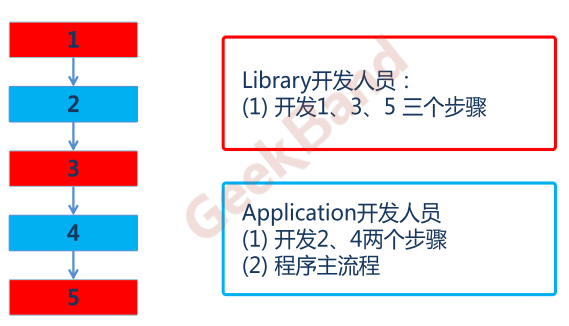 1
2
3
4
5
Library开发人员：
(1) 开发1、3、5 三个步骤
Application开发人员
(1) 开发2、4两个步骤
(2) 程序主流程
GeekBand